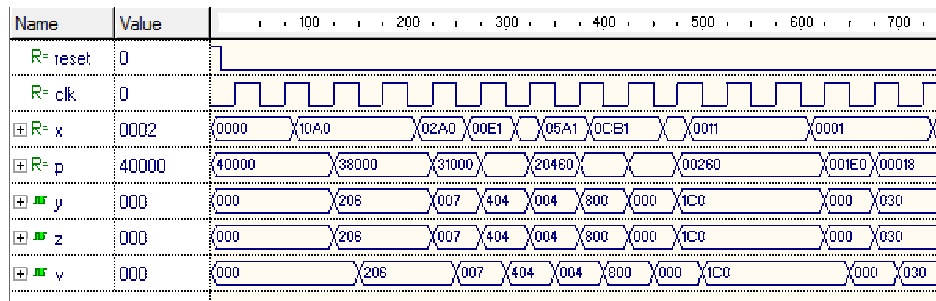 Name Value 100 200 300 400 500 600 700
R= reset 0
R= clk 0
R= x 0002 0000 10A0 02A0 00E1 05A1 0CB1 0011 0001
R= p 40000 40000 38000 31000 20460 00260 001E0 00018
y 000 000 206 007 404 004 800 000 1C0 000 030
z 000 000 206 007 404 004 800 000 1C0 000 030
v 000 000 206 007 404 004 800 000 1C0 000 030